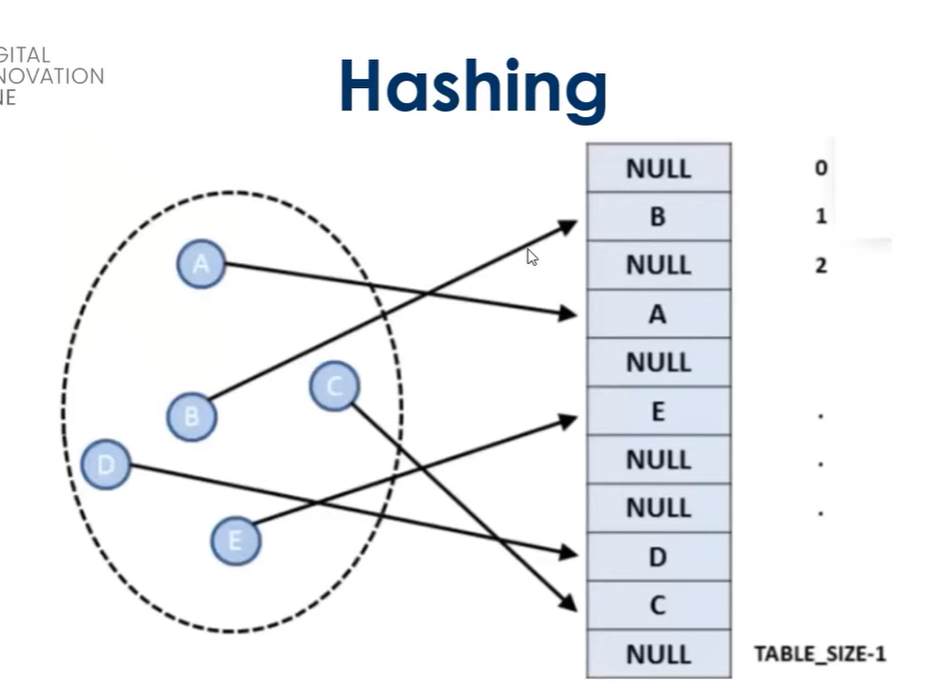 GITAL
NOVATION
NE
Hashing
NULL 0
B 1
NULL 2
A
NULL
E .
NULL .
NULL .
D
C
NULL TABLE_SIZE-1
A
B
C
D
E